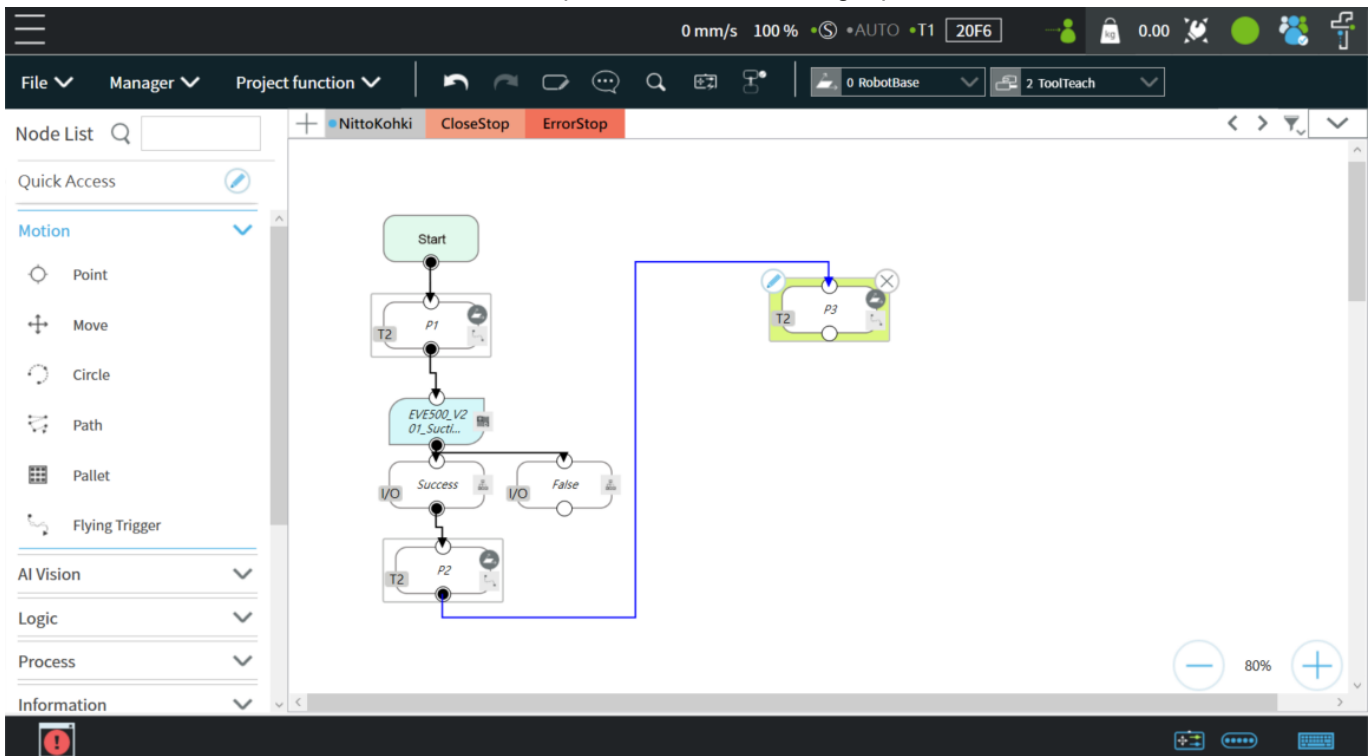 0 mm/s 100 % S AUTO T1 20F6 kg 0.00
File Manager Project function 0 RobotBase 2 ToolTeach
Node List
NittoKohki CloseStop ErrorStop
Quick Access
Motion
Point
Move
Circle
Path
Pallet
Flying Trigger
AI Vision
Logic
Process
Information
Start
P1
T2
EVE500_V2
01_Sucti...
Success
I/O
False
I/O
P2
T2
P3
T2
80%